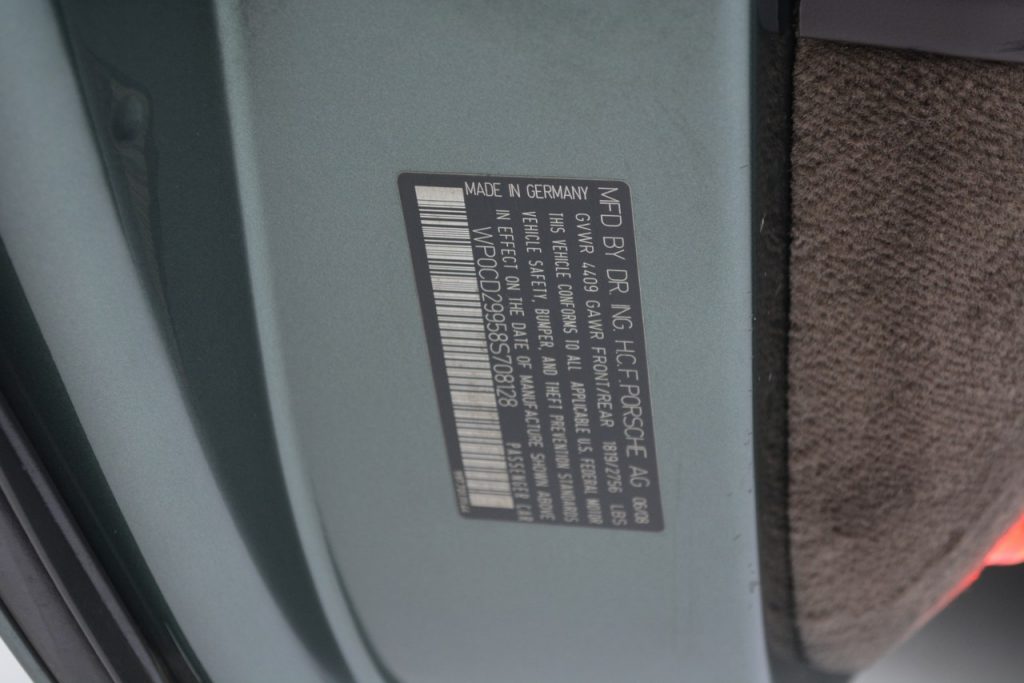 MFD BY DR. ING. H.C.F. PORSCHE AG 06/08
GVWR 4409 GAWR FRONT/REAR 1819/2756 LBS
THIS VEHICLE CONFORMS TO ALL APPLICABLE U.S. FEDERAL MOTOR
VEHICLE SAFETY, BUMPER, AND THEFT PREVENTION STANDARDS
IN EFFECT ON THE DATE OF MANUFACTURE SHOWN ABOVE
WP0CD29958S708128 PASSENGER CAR
MADE IN GERMANY